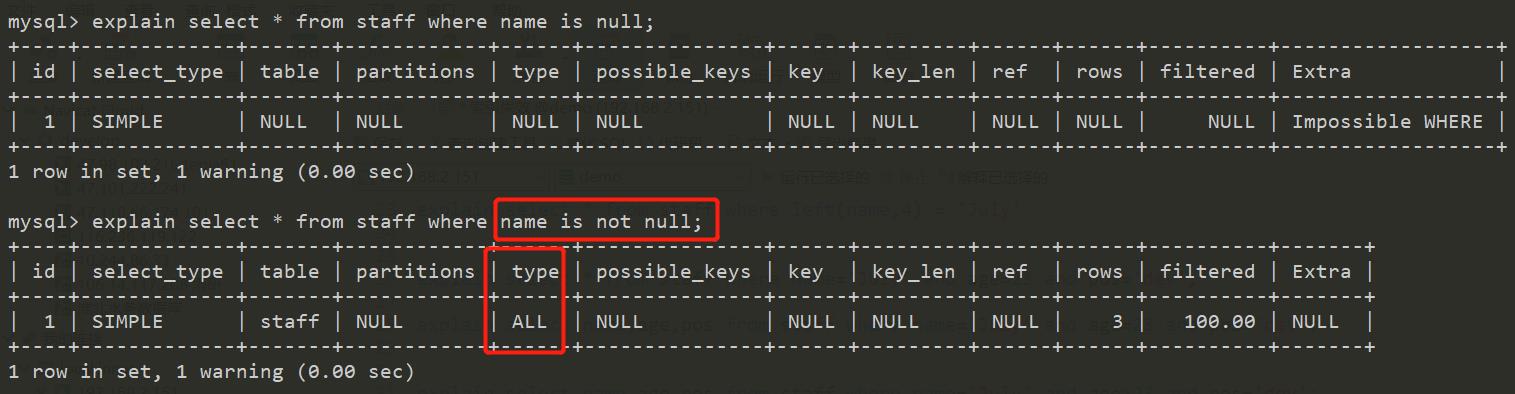 mysql> explain select * from staff where name is null;
+----+-------------+-------+------------+------+---------------+------+---------+------+------+----------+------------------+
| id | select_type | table | partitions | type | possible_keys | key | key_len | ref | rows | filtered | Extra |
+----+-------------+-------+------------+------+---------------+------+---------+------+------+----------+------------------+
| 1 | SIMPLE | NULL | NULL | NULL | NULL | NULL | NULL | NULL | NULL | NULL | Impossible WHERE |
+----+-------------+-------+------------+------+---------------+------+---------+------+------+----------+------------------+
1 row in set, 1 warning (0.00 sec)
mysql> explain select * from staff where name is not null;
+----+-------------+-------+------------+------+---------------+------+---------+------+------+----------+-------+
| id | select_type | table | partitions | type | possible_keys | key | key_len | ref | rows | filtered | Extra |
+----+-------------+-------+------------+------+---------------+------+---------+------+------+----------+-------+
| 1 | SIMPLE | staff | NULL | ALL | NULL | NULL | NULL | NULL | 3 | 100.00 | NULL |
+----+-------------+-------+------------+------+---------------+------+---------+------+------+----------+-------+
1 row in set, 1 warning (0.00 sec)